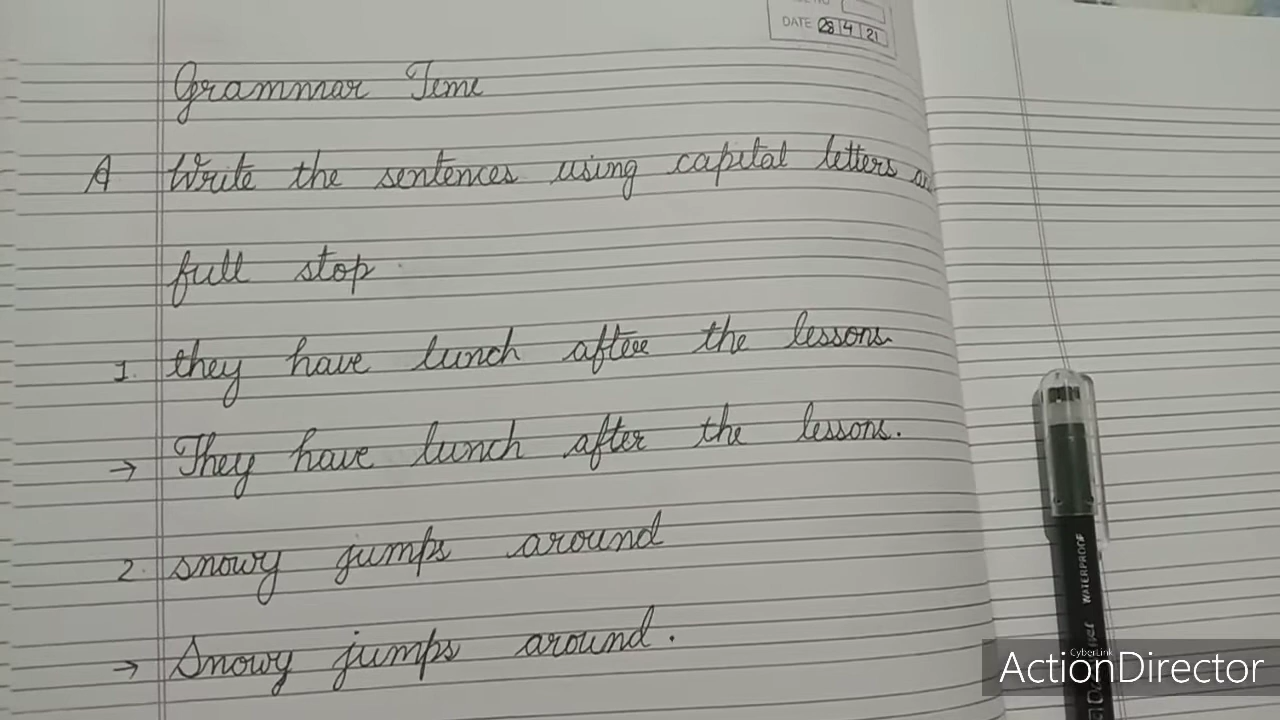 DATE 28 4 21
Grammar Time
A Write the sentences using capital letters
full stop
1. they have lunch after the lessons
→ They have lunch after the lessons.
2. snowy jumps around
→ Snowy jumps around.
WATERPROOF
CyberLink
ActionDirector